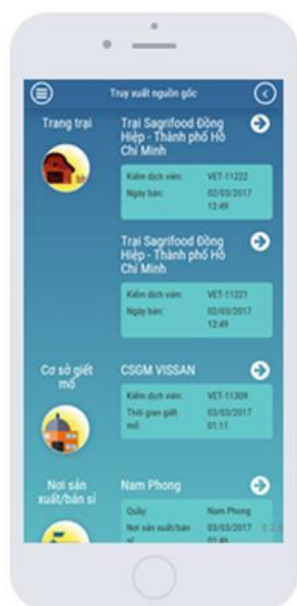 Truy xuất nguồn gốc
Trang trại
Trại Sagrifood Đồng
Hiệp - Thành phố Hồ
Chí Minh
Kiểm dịch viên: VET-11222
Ngày bán: 02/03/2017
12:49
Trại Sagrifood Đồng
Hiệp - Thành phố Hồ
Chí Minh
Kiểm dịch viên: VET-11221
Ngày bán: 02/03/2017
12:49
Cơ sở giết
mổ
CSGM VISSAN
Kiểm dịch viên: VET-11309
Thời gian giết 03/03/2017
mổ: 01:11
Nơi sản
xuất/bán sỉ
Nam Phong
Quầy: Nam Phong
Nơi sản xuất/bán 03/03/2017
sỉ 01:46